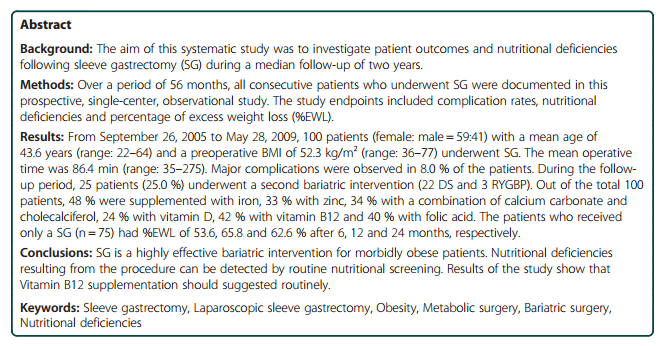 Abstract
Background: The aim of this systematic study was to investigate patient outcomes and nutritional deficiencies
following sleeve gastrectomy (SG) during a median follow-up of two years.
Methods: Over a period of 56 months, all consecutive patients who underwent SG were documented in this
prospective, single-center, observational study. The study endpoints included complication rates, nutritional
deficiencies and percentage of excess weight loss (%EWL).
Results: From September 26, 2005 to May 28, 2009, 100 patients (female: male = 59:41) with a mean age of
43.6 years (range: 22–64) and a preoperative BMI of 52.3 kg/m² (range: 36–77) underwent SG. The mean operative
time was 86.4 min (range: 35–275). Major complications were observed in 8.0 % of the patients. During the follow-
up period, 25 patients (25.0 %) underwent a second bariatric intervention (22 DS and 3 RYGBP). Out of the total 100
patients, 48 % were supplemented with iron, 33 % with zinc, 34 % with a combination of calcium carbonate and
cholecalciferol, 24 % with vitamin D, 42 % with vitamin B12 and 40 % with folic acid. The patients who received
only a SG (n = 75) had %EWL of 53.6, 65.8 and 62.6 % after 6, 12 and 24 months, respectively.
Conclusions: SG is a highly effective bariatric intervention for morbidly obese patients. Nutritional deficiencies
resulting from the procedure can be detected by routine nutritional screening. Results of the study show that
Vitamin B12 supplementation should suggested routinely.
Keywords: Sleeve gastrectomy, Laparoscopic sleeve gastrectomy, Obesity, Metabolic surgery, Bariatric surgery,
Nutritional deficiencies